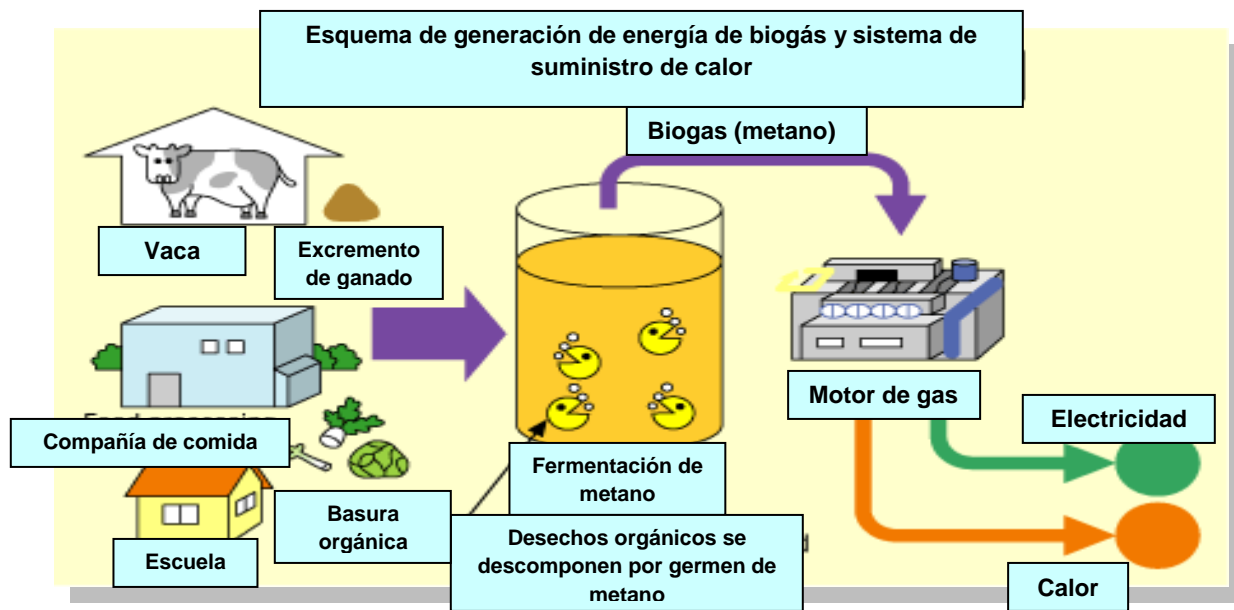 Esquema de generación de energía de biogás y sistema de
suministro de calor
Biogas (metano)
Vaca
Excremento
de ganado
Compañía de comida
Escuela
Basura
orgánica
Fermentación de
metano
Desechos orgánicos se
descomponen por germen de
metano
Motor de gas
Electricidad
Calor